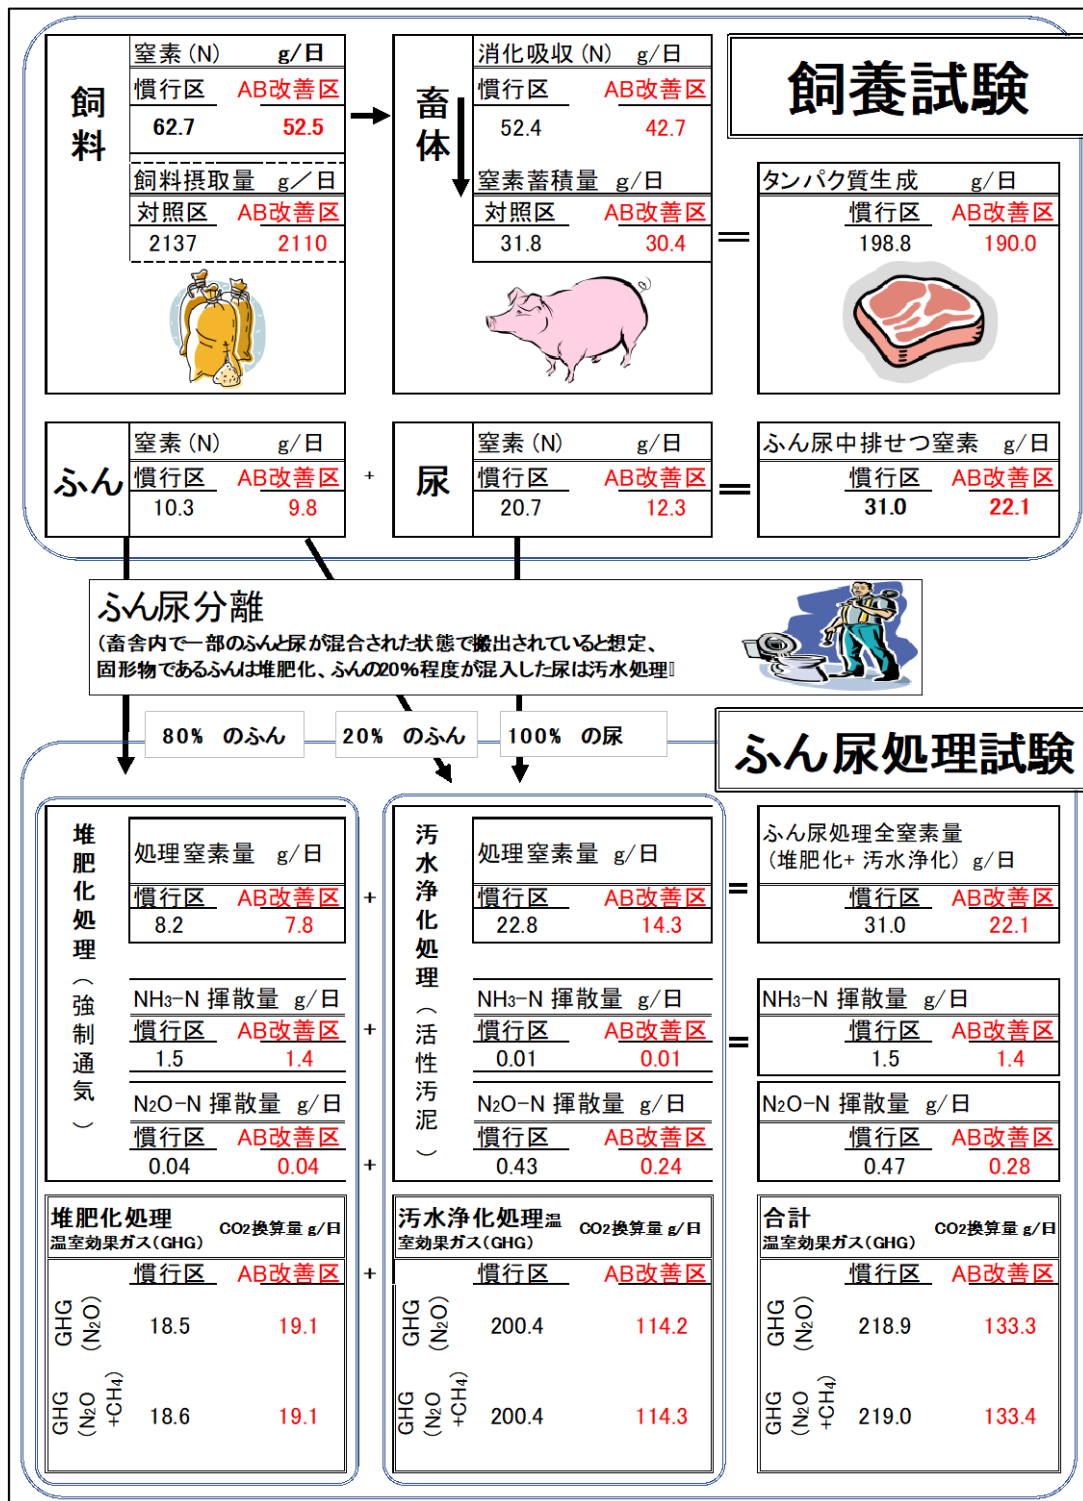 飼養試験
飼料
窒素(N) g/日
慣行区 AB改善区
62.7 52.5
飼料摂取量 g/日
対照区 AB改善区
2137 2110
畜体
消化吸収(N) g/日
慣行区 AB改善区
52.4 42.7
窒素蓄積量 g/日
対照区 AB改善区
31.8 30.4
=
タンパク質生成 g/日
慣行区 AB改善区
198.8 190.0
ふん
窒素(N) g/日
慣行区 AB改善区
10.3 9.8
+
尿
窒素(N) g/日
慣行区 AB改善区
20.7 12.3
=
ふん尿中排せつ窒素 g/日
慣行区 AB改善区
31.0 22.1
ふん尿分離
(畜舎内で一部のふんと尿が混合された状態で搬出されていると想定、
固形物であるふんは堆肥化、ふんの20%程度が混入した尿は汚水処理
80% のふん
20% のふん
100% の尿
ふん尿処理試験
堆肥化処理(強制通気)
処理窒素量 g/日
慣行区 AB改善区
8.2 7.8
+
汚水浄化処理(活性汚泥)
処理窒素量 g/日
慣行区 AB改善区
22.8 14.3
=
ふん尿処理全窒素量
(堆肥化+ 汚水浄化) g/日
慣行区 AB改善区
31.0 22.1
NH₃-N 揮散量 g/日
慣行区 AB改善区
1.5 1.4
+
NH₃-N 揮散量 g/日
慣行区 AB改善区
0.01 0.01
=
NH₃-N 揮散量 g/日
慣行区 AB改善区
1.5 1.4
N₂O-N 揮散量 g/日
慣行区 AB改善区
0.04 0.04
+
N₂O-N 揮散量 g/日
慣行区 AB改善区
0.43 0.24
N₂O-N 揮散量 g/日
慣行区 AB改善区
0.47 0.28
堆肥化処理 CO2換算量 g/日
温室効果ガス(GHG)
慣行区 AB改善区
GHG
(N₂O)
18.5 19.1
GHG
(N₂O
+CH₄)
18.6 19.1
+
汚水浄化処理温 CO2換算量 g/日
室効果ガス(GHG)
慣行区 AB改善区
GHG
(N₂O)
200.4 114.2
GHG
(N₂O
+CH₄)
200.4 114.3
合計 CO2換算量 g/日
温室効果ガス(GHG)
慣行区 AB改善区
GHG
(N₂O)
218.9 133.3
GHG
(N₂O
+CH₄)
219.0 133.4